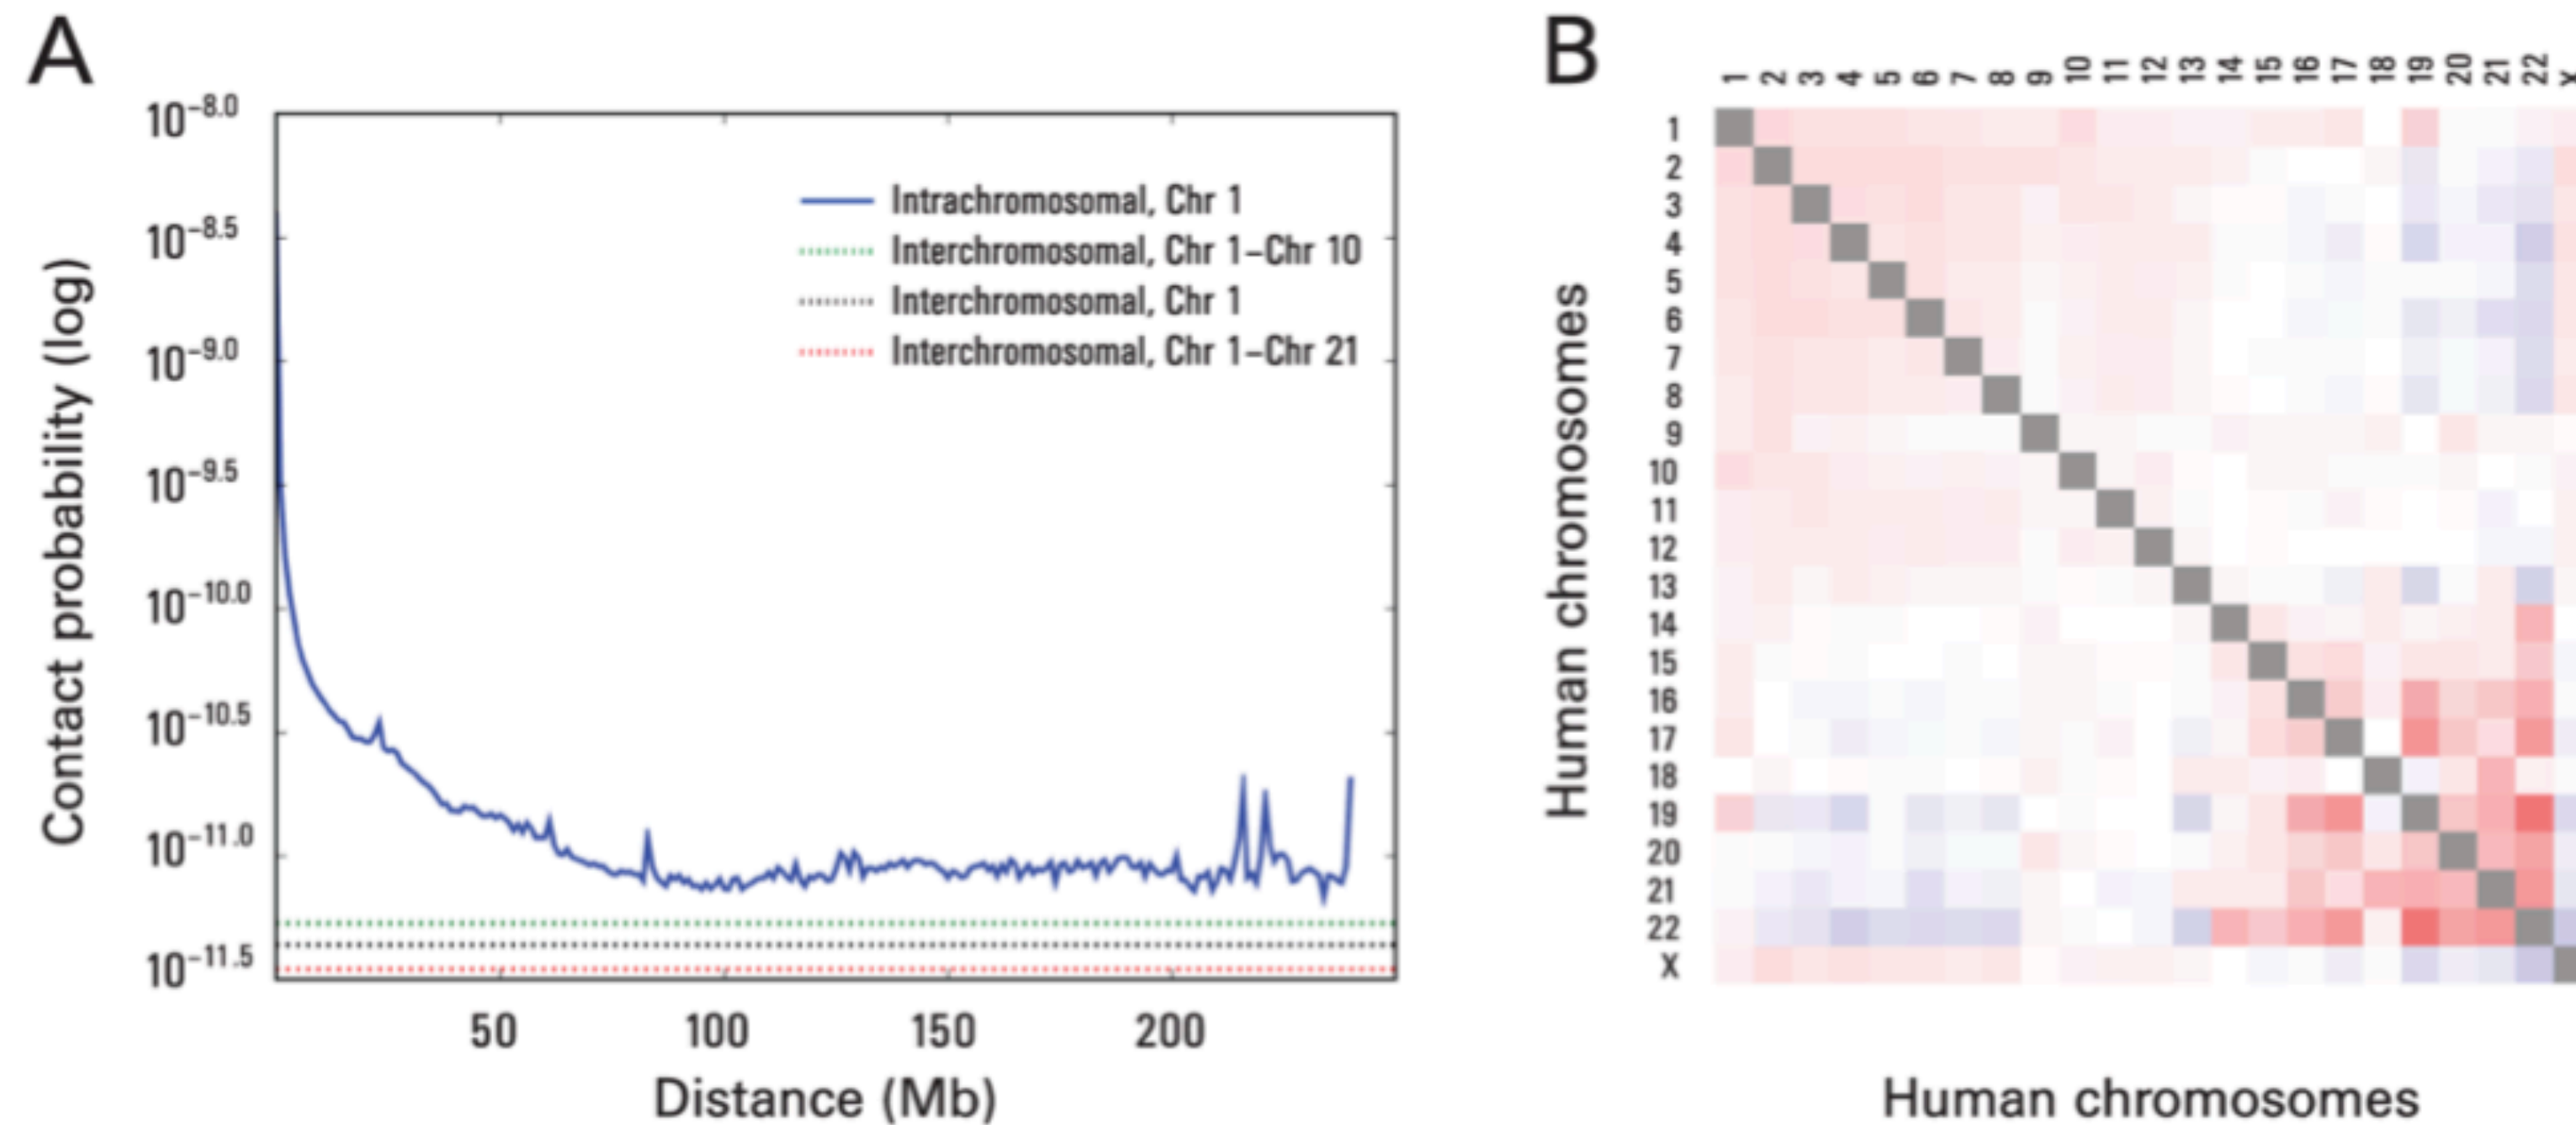 A
10−8.0
10−8.5
10−9.0
10−9.5
10−10.0
10−10.5
10−11.0
10−11.5
Contact probability (log)
Intrachromosomal, Chr 1
Interchromosomal, Chr 1–Chr 10
Interchromosomal, Chr 1
Interchromosomal, Chr 1–Chr 21
50 100 150 200
Distance (Mb)
B
1 2 3 4 5 6 7 8 9 10 11 12 13 14 15 16 17 18 19 20 21 22 X
Human chromosomes
1
2
3
4
5
6
7
8
9
10
11
12
13
14
15
16
17
18
19
20
21
22
X
Human chromosomes